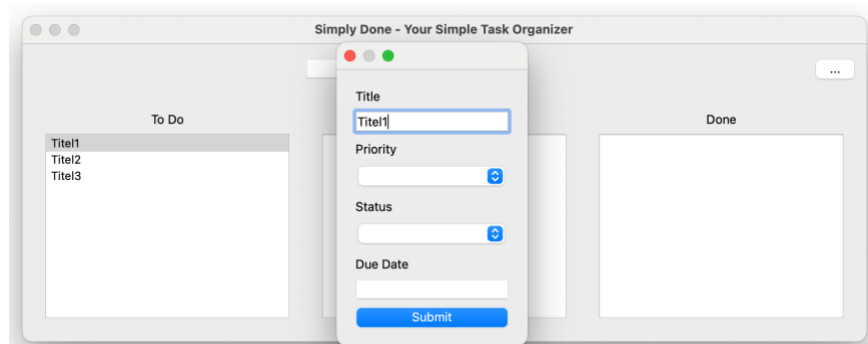 Simply Done - Your Simple Task Organizer
...
To Do
Done
Titel1
Titel2
Titel3
Title
Titel1
Priority
Status
Due Date
Submit